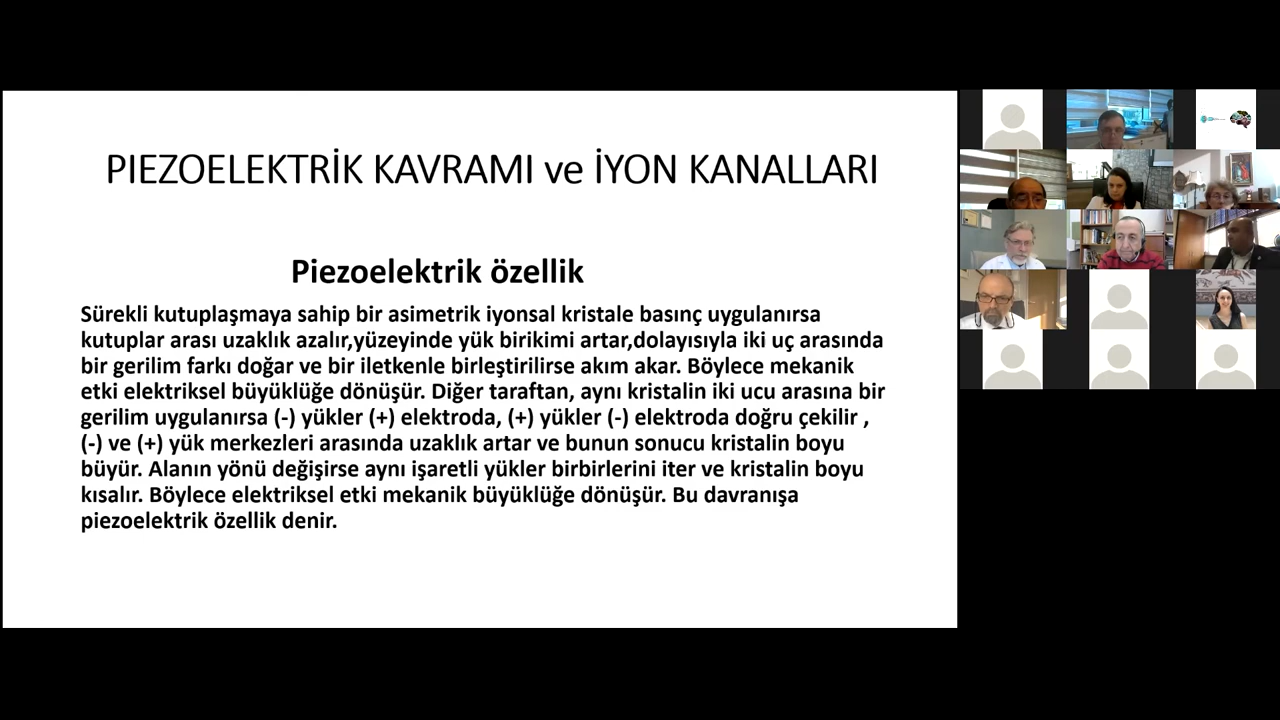 PIEZOELEKTRİK KAVRAMI ve İYON KANALLARI
Piezoelektrik özellik
Sürekli kutuplaşmaya sahip bir asimetrik iyonsal kristale basınç uygulanırsa
kutuplar arası uzaklık azalır,yüzeyinde yük birikimi artar,dolayısıyla iki uç arasında
bir gerilim farkı doğar ve bir iletkenle birleştirilirse akım akar. Böylece mekanik
etki elektriksel büyüklüğe dönüşür. Diğer taraftan, aynı kristalin iki ucu arasına bir
gerilim uygulanırsa (-) yükler (+) elektroda, (+) yükler (-) elektroda doğru çekilir ,
(-) ve (+) yük merkezleri arasında uzaklık artar ve bunun sonucu kristalin boyu
büyür. Alanın yönü değişirse aynı işaretli yükler birbirlerini iter ve kristalin boyu
kısalır. Böylece elektriksel etki mekanik büyüklüğe dönüşür. Bu davranışa
piezoelektrik özellik denir.